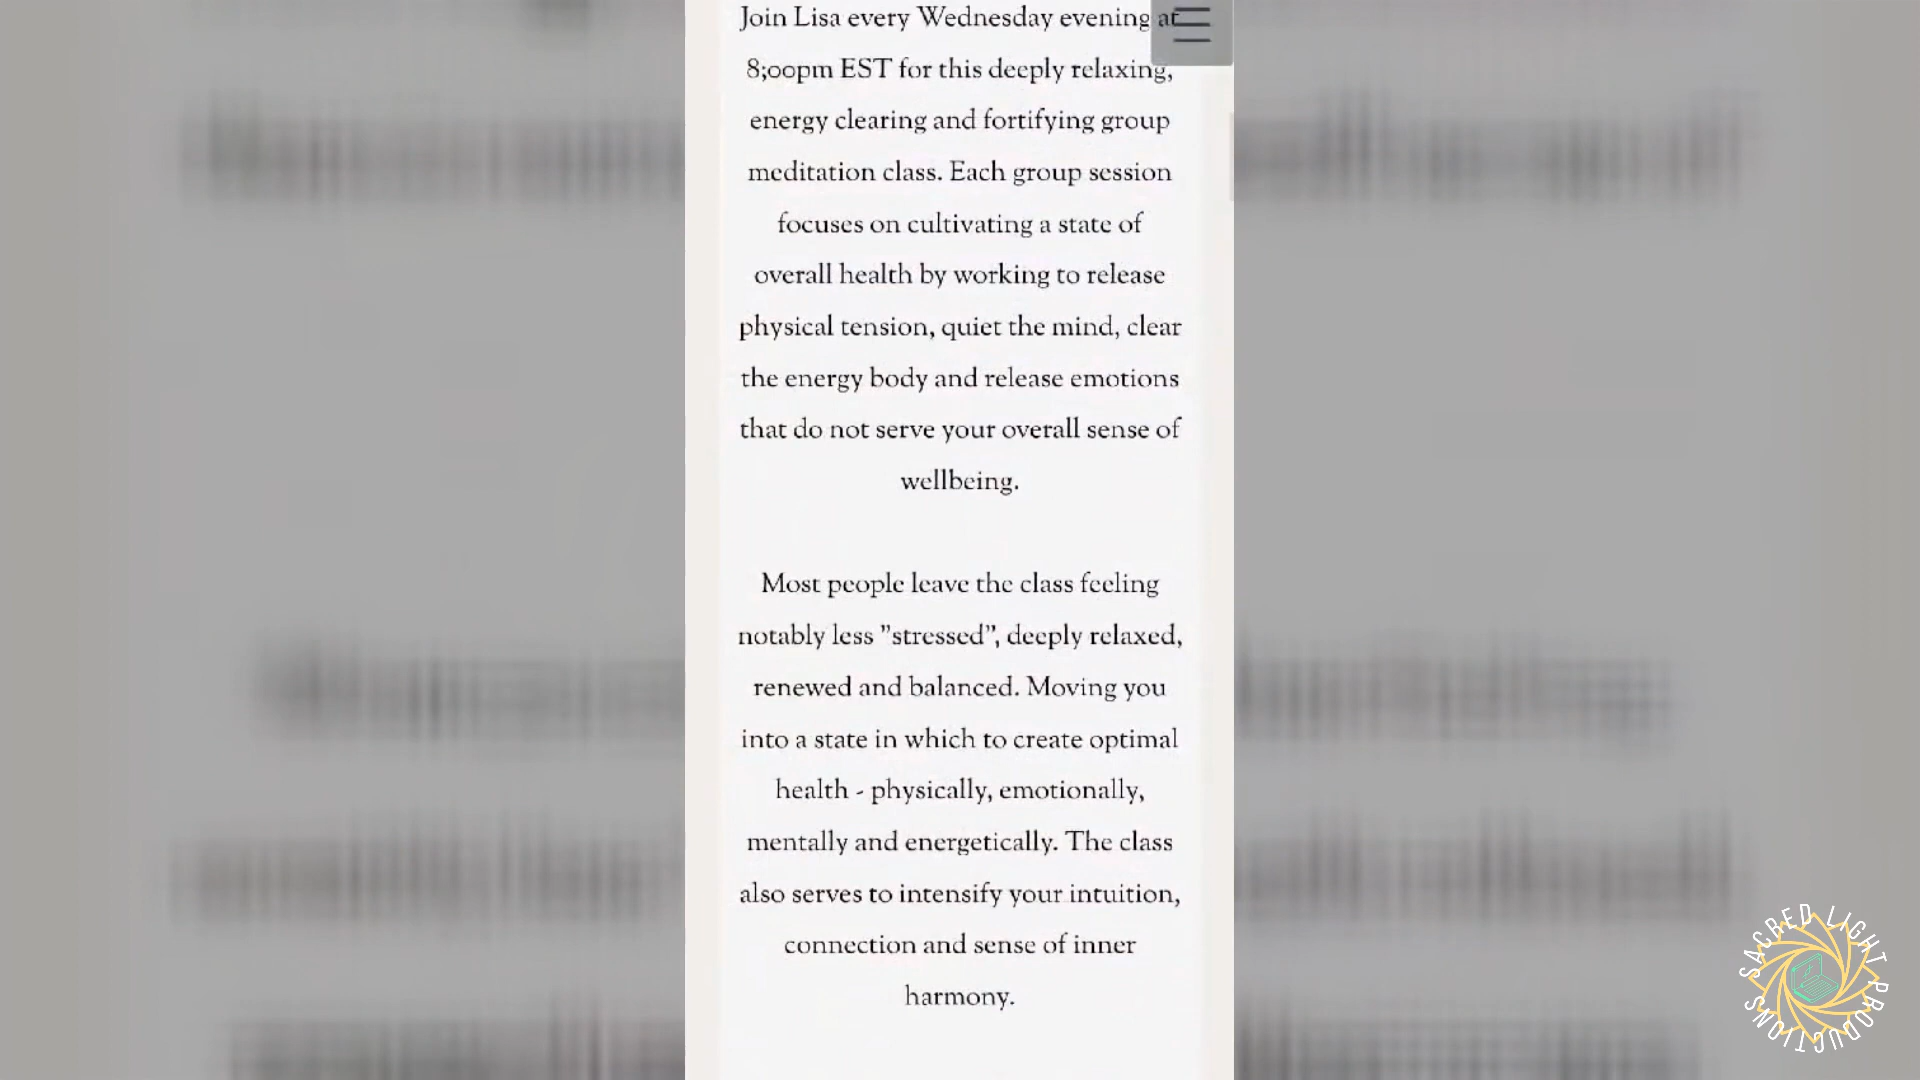 Join Lisa every Wednesday evening at
8;00pm EST for this deeply relaxing,
energy clearing and fortifying group
meditation class. Each group session
focuses on cultivating a state of
overall health by working to release
physical tension, quiet the mind, clear
the energy body and release emotions
that do not serve your overall sense of
wellbeing.
Most people leave the class feeling
notably less "stressed", deeply relaxed,
renewed and balanced. Moving you
into a state in which to create optimal
health - physically, emotionally,
mentally and energetically. The class
also serves to intensify your intuition,
connection and sense of inner
harmony.
SACRED LIGHT PRODUCTIONS